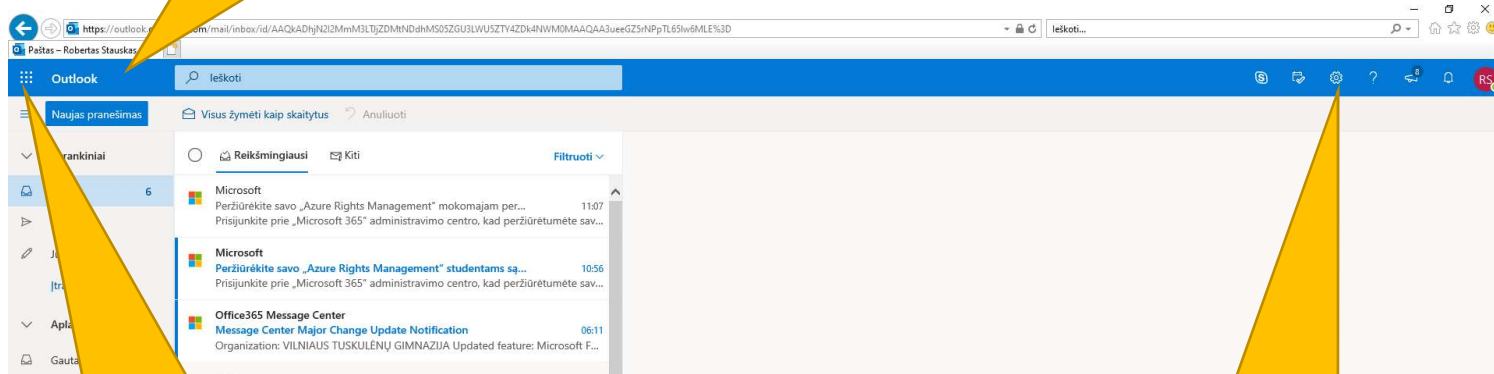 https://outlook. com/mail/inbox/id/AAQkADhjN2I2MmM3LTJjZDMtNDdhMS05ZGU3LWU5ZTY4ZDk4NWM0MAAQAA3ueeGZ5rNPpTL65Iw6MLE%3D Ieškoti...
Paštas – Robertas Stauskas
Outlook Ieškoti 8 RS
Naujas pranešimas Visus žymėti kaip skaitytus Anuliuoti
Reikšmingiausi Kiti Filtruoti
6
Microsoft
Peržiūrėkite savo „Azure Rights Management" mokomajam per... 11:07
Prisijunkite prie „Microsoft 365" administravimo centro, kad peržiūrėtumėte sav...
Microsoft
Peržiūrėkite savo „Azure Rights Management" studentams są... 10:56
Prisijunkite prie „Microsoft 365" administravimo centro, kad peržiūrėtumėte sav...
Office365 Message Center
Message Center Major Change Update Notification 06:11
Organization: VILNIAUS TUSKULĖNŲ GIMNAZIJA Updated feature: Microsoft F...